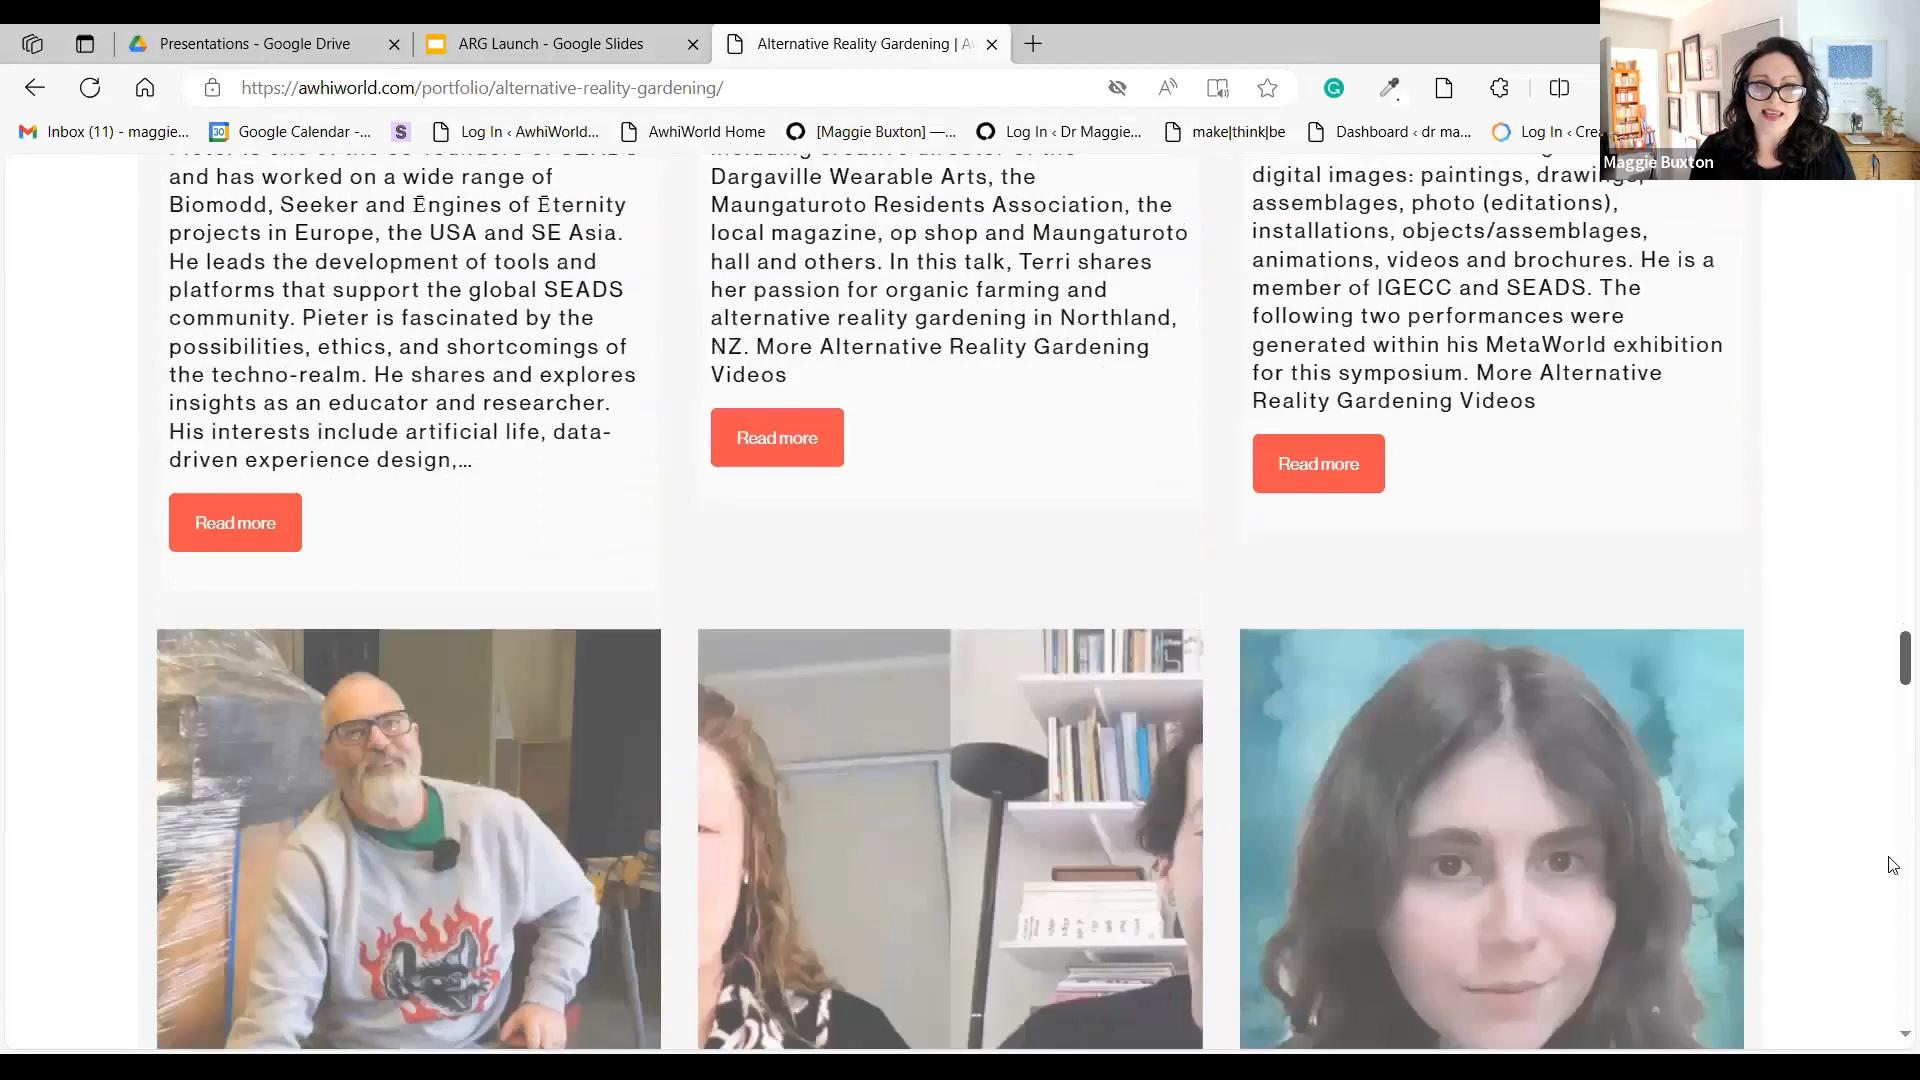 Presentations - Google Drive
ARG Launch - Google Slides
Alternative Reality Gardening | A
https://awhiworld.com/portfolio/alternative-reality-gardening/
Inbox (11) - maggie...
Google Calendar -...
Log In ‹ AwhiWorld...
AwhiWorld Home
[Maggie Buxton] —...
Log In ‹ Dr Maggie...
make|think|be
Dashboard ‹ dr ma...
Log In ‹ Crea
Maggie Buxton
and has worked on a wide range of
Biomodd, Seeker and Ēngines of Ēternity
projects in Europe, the USA and SE Asia.
He leads the development of tools and
platforms that support the global SEADS
community. Pieter is fascinated by the
possibilities, ethics, and shortcomings of
the techno-realm. He shares and explores
insights as an educator and researcher.
His interests include artificial life, data-
driven experience design,...
Read more
including creative director of the
Dargaville Wearable Arts, the
Maungaturoto Residents Association, the
local magazine, op shop and Maungaturoto
hall and others. In this talk, Terri shares
her passion for organic farming and
alternative reality gardening in Northland,
NZ. More Alternative Reality Gardening
Videos
Read more
digital images: paintings, drawings,
assemblages, photo (editations),
installations, objects/assemblages,
animations, videos and brochures. He is a
member of IGECC and SEADS. The
following two performances were
generated within his MetaWorld exhibition
for this symposium. More Alternative
Reality Gardening Videos
Read more